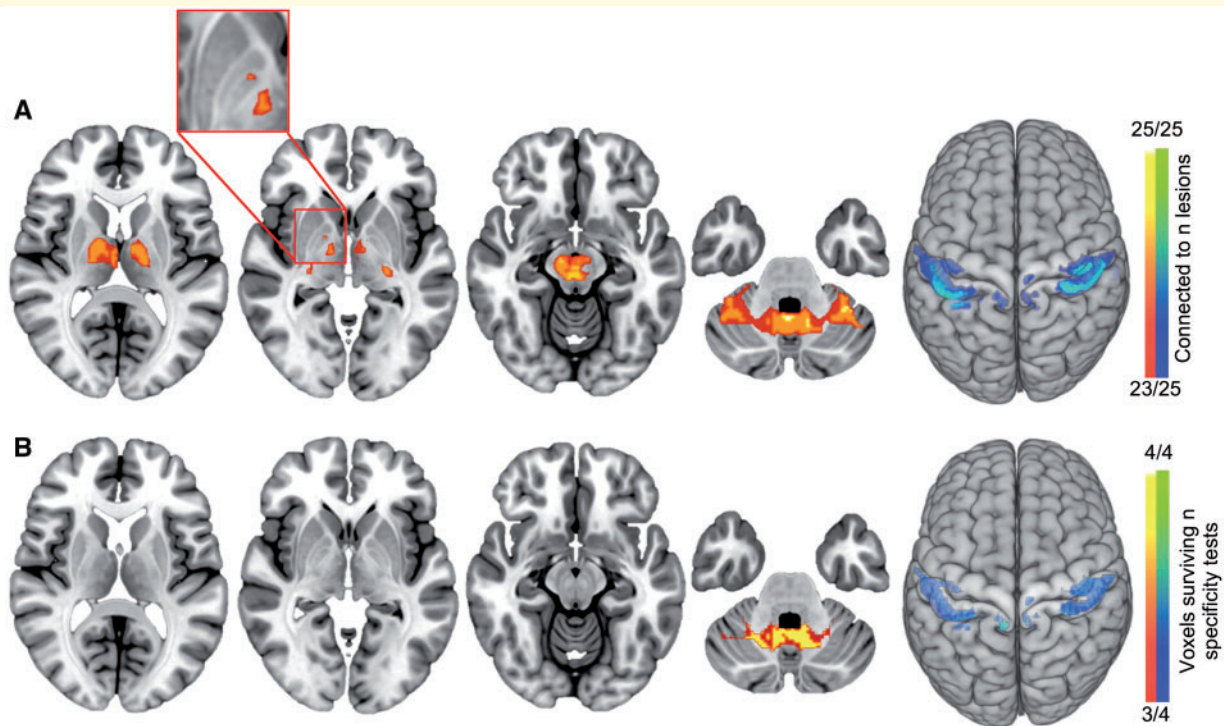 A
25/25
Connected to n lesions
23/25
B
4/4
Voxels surviving n
specificity tests
3/4